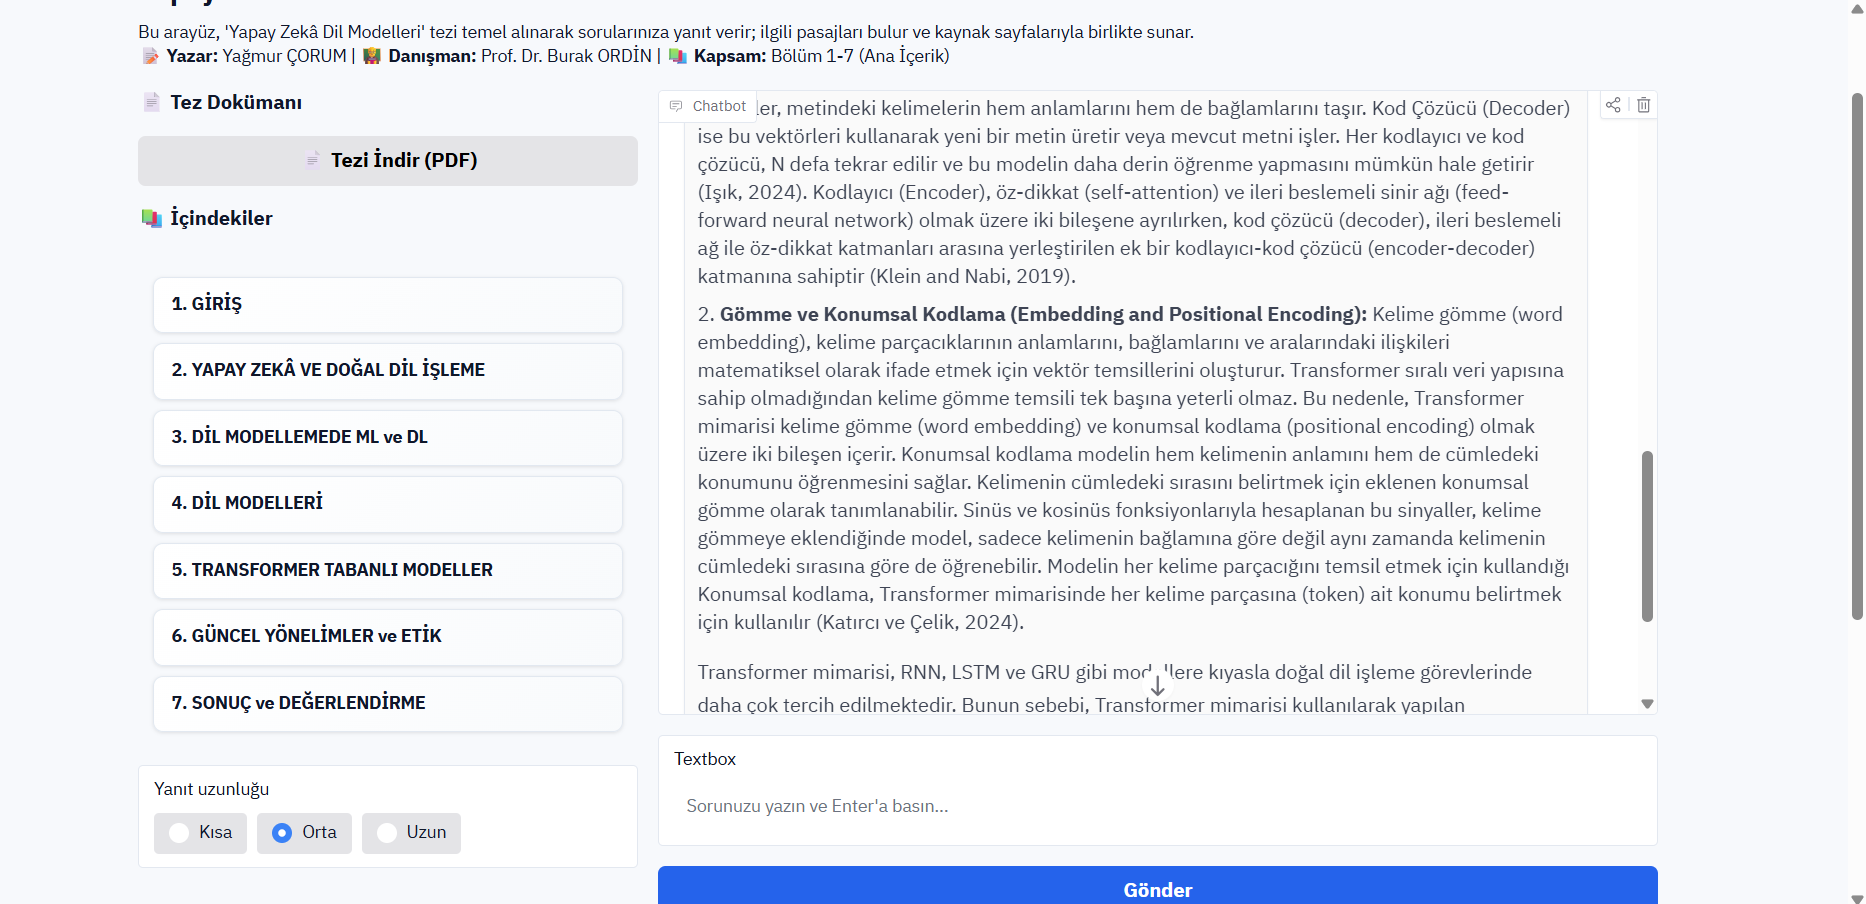 Bu arayüz, 'Yapay Zekâ Dil Modelleri' tezi temel alınarak sorularınıza yanıt verir; ilgili pasajları bulur ve kaynak sayfalarıyla birlikte sunar.
Yazar: Yağmur ÇORUM | Danışman: Prof. Dr. Burak ORDİN | Kapsam: Bölüm 1-7 (Ana İçerik)
Tez Dokümanı
Tezi İndir (PDF)
İçindekiler
1. GİRİŞ
2. YAPAY ZEKÂ VE DOĞAL DİL İŞLEME
3. DİL MODELLEMEDE ML ve DL
4. DİL MODELLERİ
5. TRANSFORMER TABANLI MODELLER
6. GÜNCEL YÖNELİMLER ve ETİK
7. SONUÇ ve DEĞERLENDİRME
Yanıt uzunluğu
Kısa
Orta
Uzun
Chatbot
ler, metindeki kelimelerin hem anlamlarını hem de bağlamlarını taşır. Kod Çözücü (Decoder)
ise bu vektörleri kullanarak yeni bir metin üretir veya mevcut metni işler. Her kodlayıcı ve kod
çözücü, N defa tekrar edilir ve bu modelin daha derin öğrenme yapmasını mümkün hale getirir
(Işık, 2024). Kodlayıcı (Encoder), öz-dikkat (self-attention) ve ileri beslemeli sinir ağı (feed-
forward neural network) olmak üzere iki bileşene ayrılırken, kod çözücü (decoder), ileri beslemeli
ağ ile öz-dikkat katmanları arasına yerleştirilen ek bir kodlayıcı-kod çözücü (encoder-decoder)
katmanına sahiptir (Klein and Nabi, 2019).
2. Gömme ve Konumsal Kodlama (Embedding and Positional Encoding): Kelime gömme (word
embedding), kelime parçacıklarının anlamlarını, bağlamlarını ve aralarındaki ilişkileri
matematiksel olarak ifade etmek için vektör temsillerini oluşturur. Transformer sıralı veri yapısına
sahip olmadığından kelime gömme temsili tek başına yeterli olmaz. Bu nedenle, Transformer
mimarisi kelime gömme (word embedding) ve konumsal kodlama (positional encoding) olmak
üzere iki bileşen içerir. Konumsal kodlama modelin hem kelimenin anlamını hem de cümledeki
konumunu öğrenmesini sağlar. Kelimenin cümledeki sırasını belirtmek için eklenen konumsal
gömme olarak tanımlanabilir. Sinüs ve kosinüs fonksiyonlarıyla hesaplanan bu sinyaller, kelime
gömmeye eklendiğinde model, sadece kelimenin bağlamına göre değil aynı zamanda kelimenin
cümledeki sırasına göre de öğrenebilir. Modelin her kelime parçacığını temsil etmek için kullandığı
Konumsal kodlama, Transformer mimarisinde her kelime parçasına (token) ait konumu belirtmek
için kullanılır (Katırcı ve Çelik, 2024).
Transformer mimarisi, RNN, LSTM ve GRU gibi modellere kıyasla doğal dil işleme görevlerinde
daha çok tercih edilmektedir. Bunun sebebi, Transformer mimarisi kullanılarak yapılan
Textbox
Sorunuzu yazın ve Enter'a basın...
Gönder